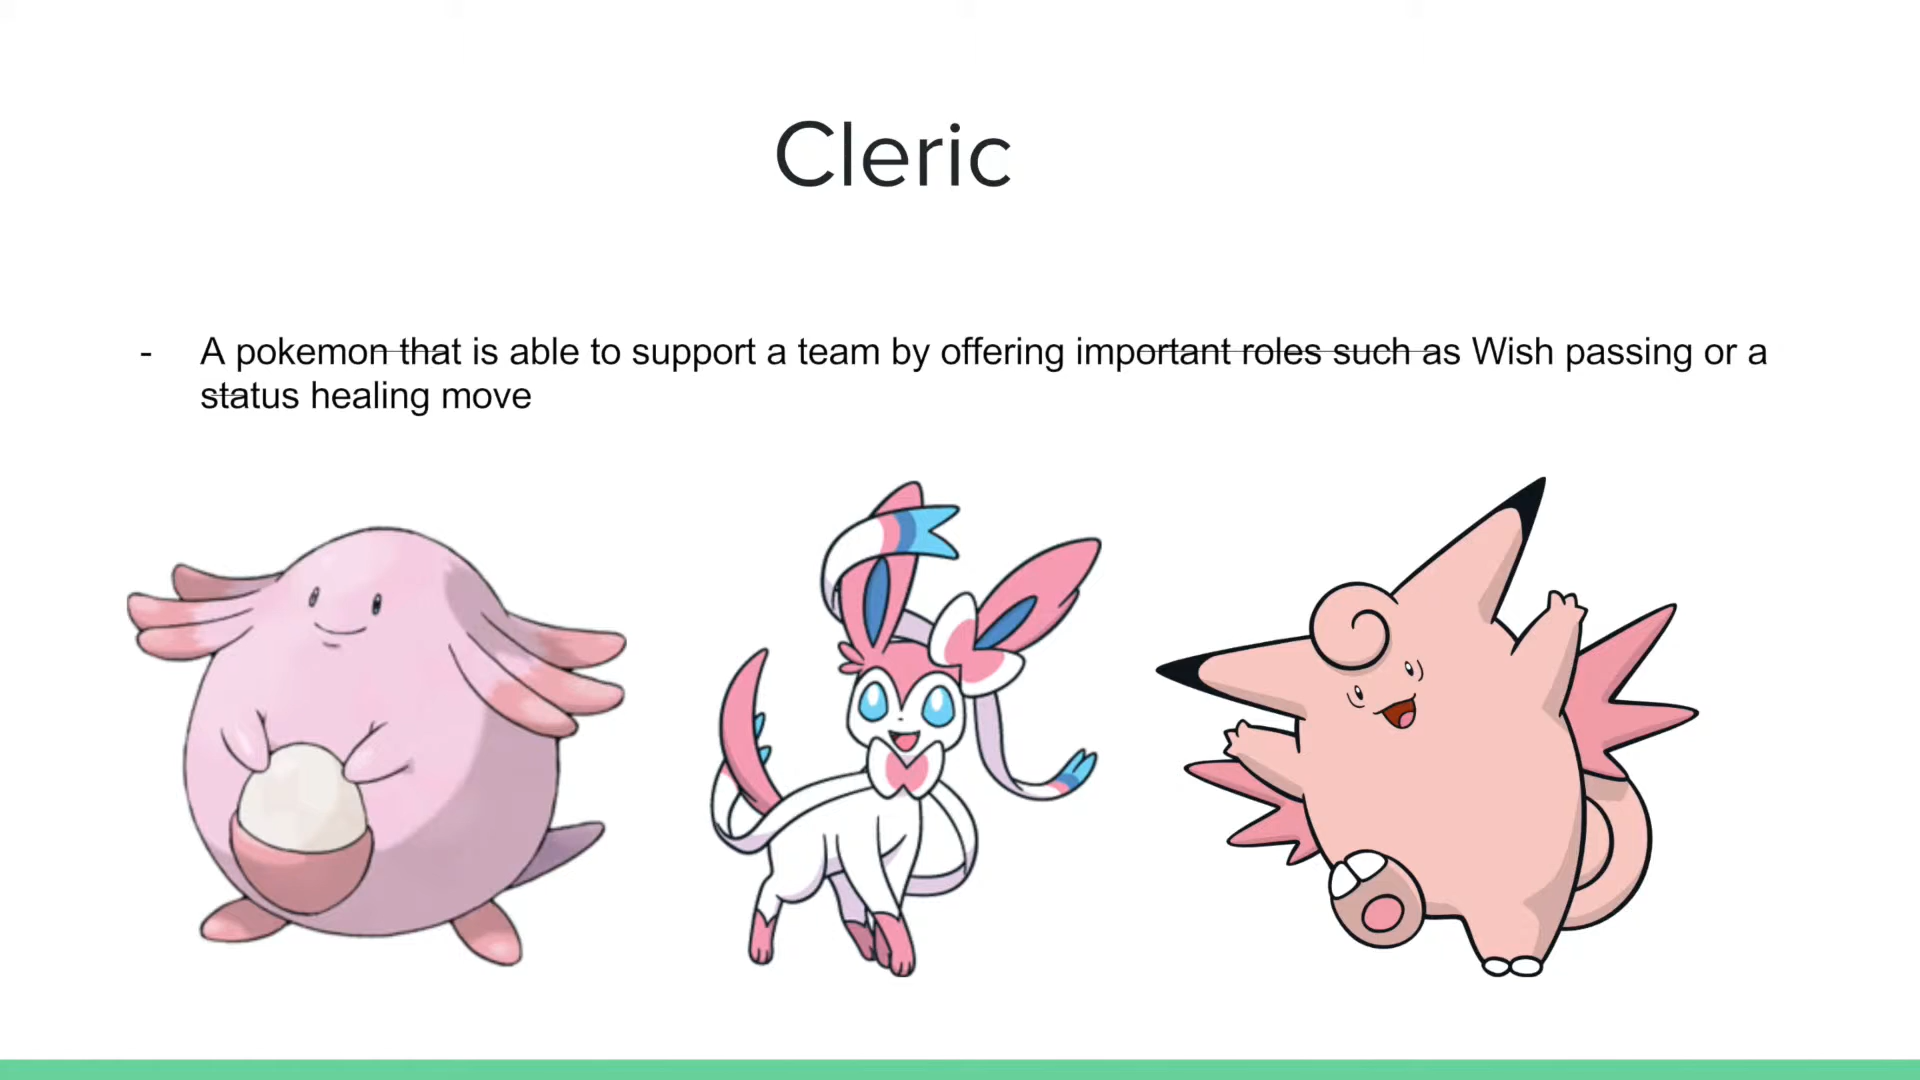 Cleric
- A pokemon that is able to support a team by offering important roles such as Wish passing or a
status healing move